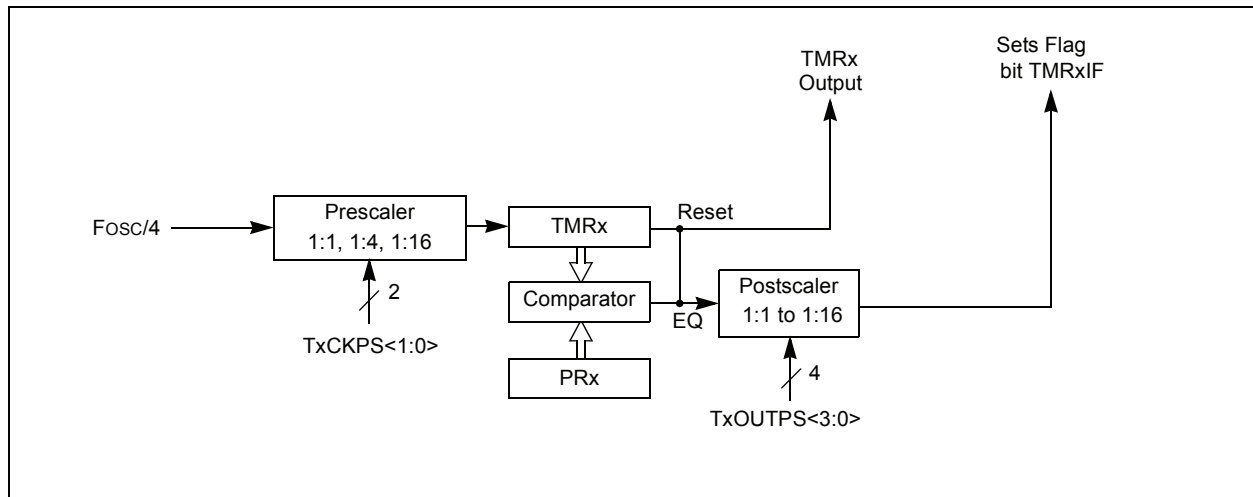 TMRx
Output
Sets Flag
bit TMRxIF
FOSC/4
Prescaler
1:1, 1:4, 1:16
2
TxCKPS<1:0>
TMRx
Reset
Comparator
EQ
PRx
Postscaler
1:1 to 1:16
4
TxOUTPS<3:0>